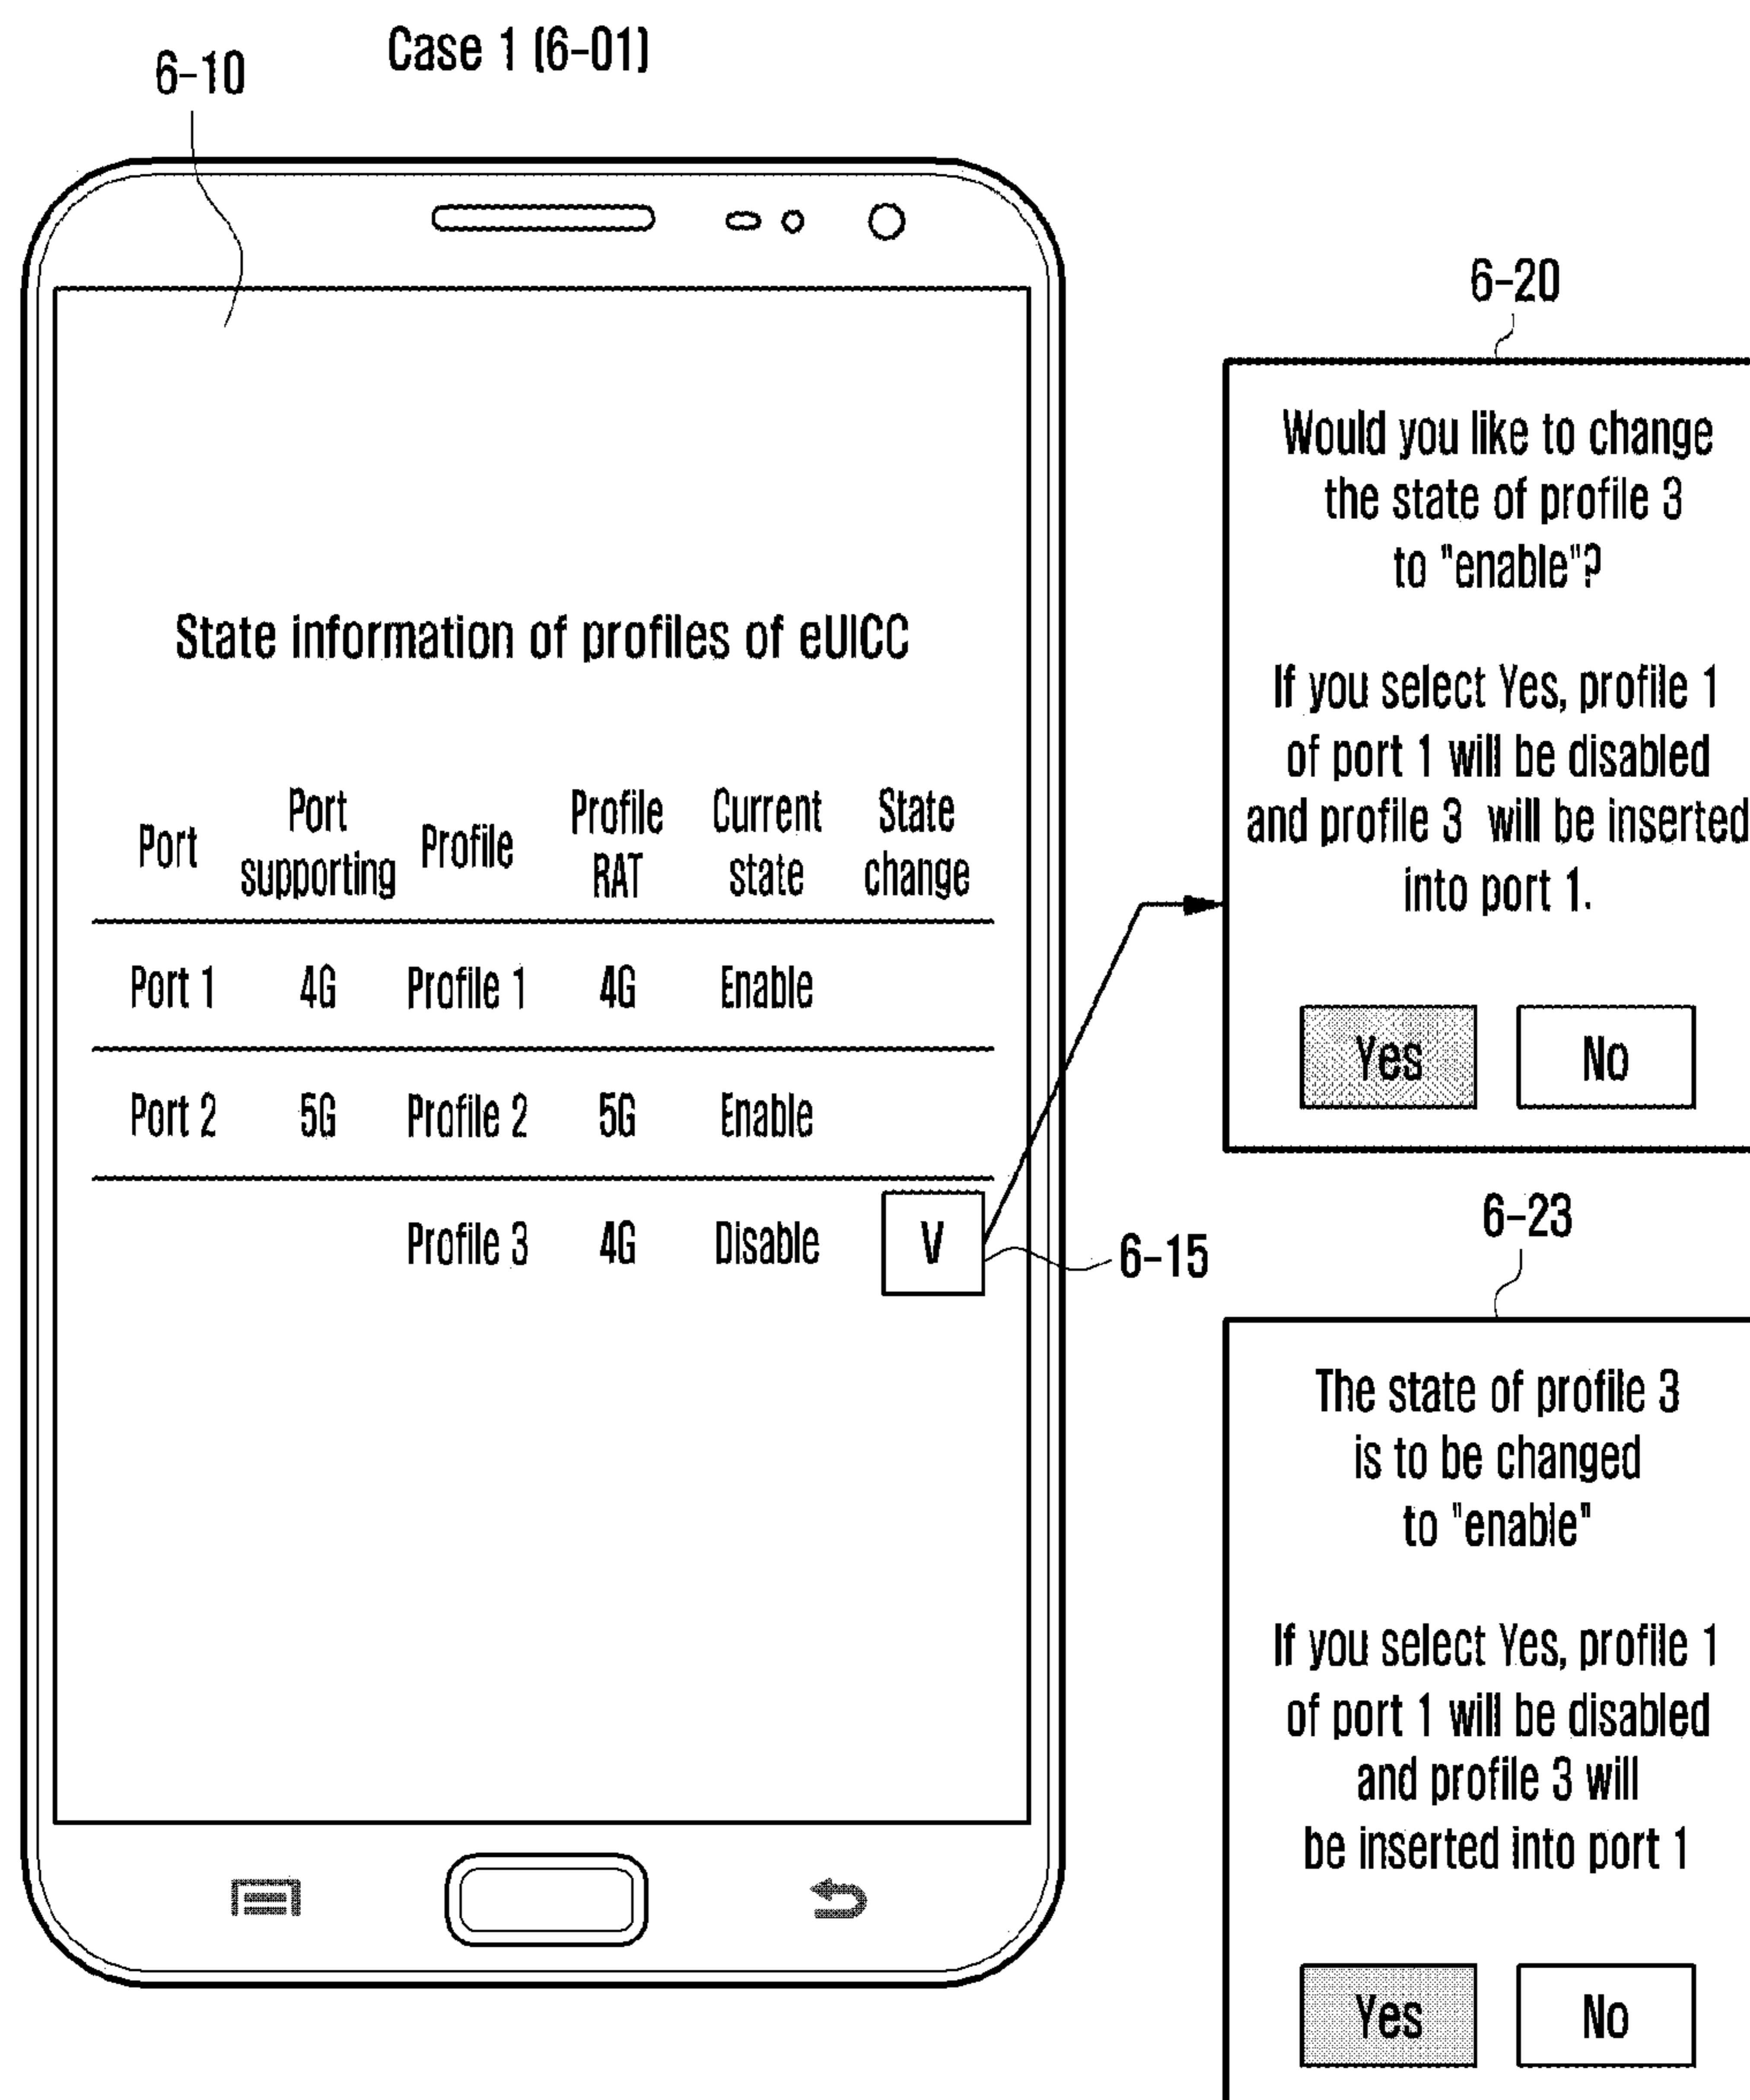 Case 1 (6-01)
6-10
State information of profiles of eUICC
Port Port supporting Profile Profile RAT Current state State change
Port 1 4G Profile 1 4G Enable
Port 2 5G Profile 2 5G Enable
Profile 3 4G Disable V
6-15
6-20
Would you like to change
the state of profile 3
to "enable"?
If you select Yes, profile 1
of port 1 will be disabled
and profile 3 will be inserted
into port 1.
Yes No
6-23
The state of profile 3
is to be changed
to "enable"
If you select Yes, profile 1
of port 1 will be disabled
and profile 3 will
be inserted into port 1
Yes No